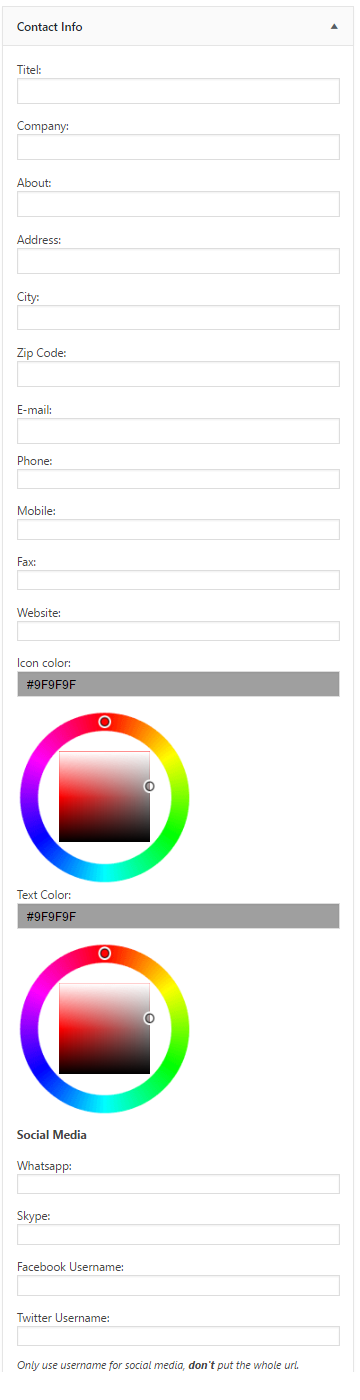 Contact Info
Titel:
Company:
About:
Address:
City:
Zip Code:
E-mail:
Phone:
Mobile:
Fax:
Website:
Icon color:
#9F9F9F
Text Color:
#9F9F9F
Social Media
Whatsapp:
Skype:
Facebook Username:
Twitter Username:
Only use username for social media, don't put the whole url.